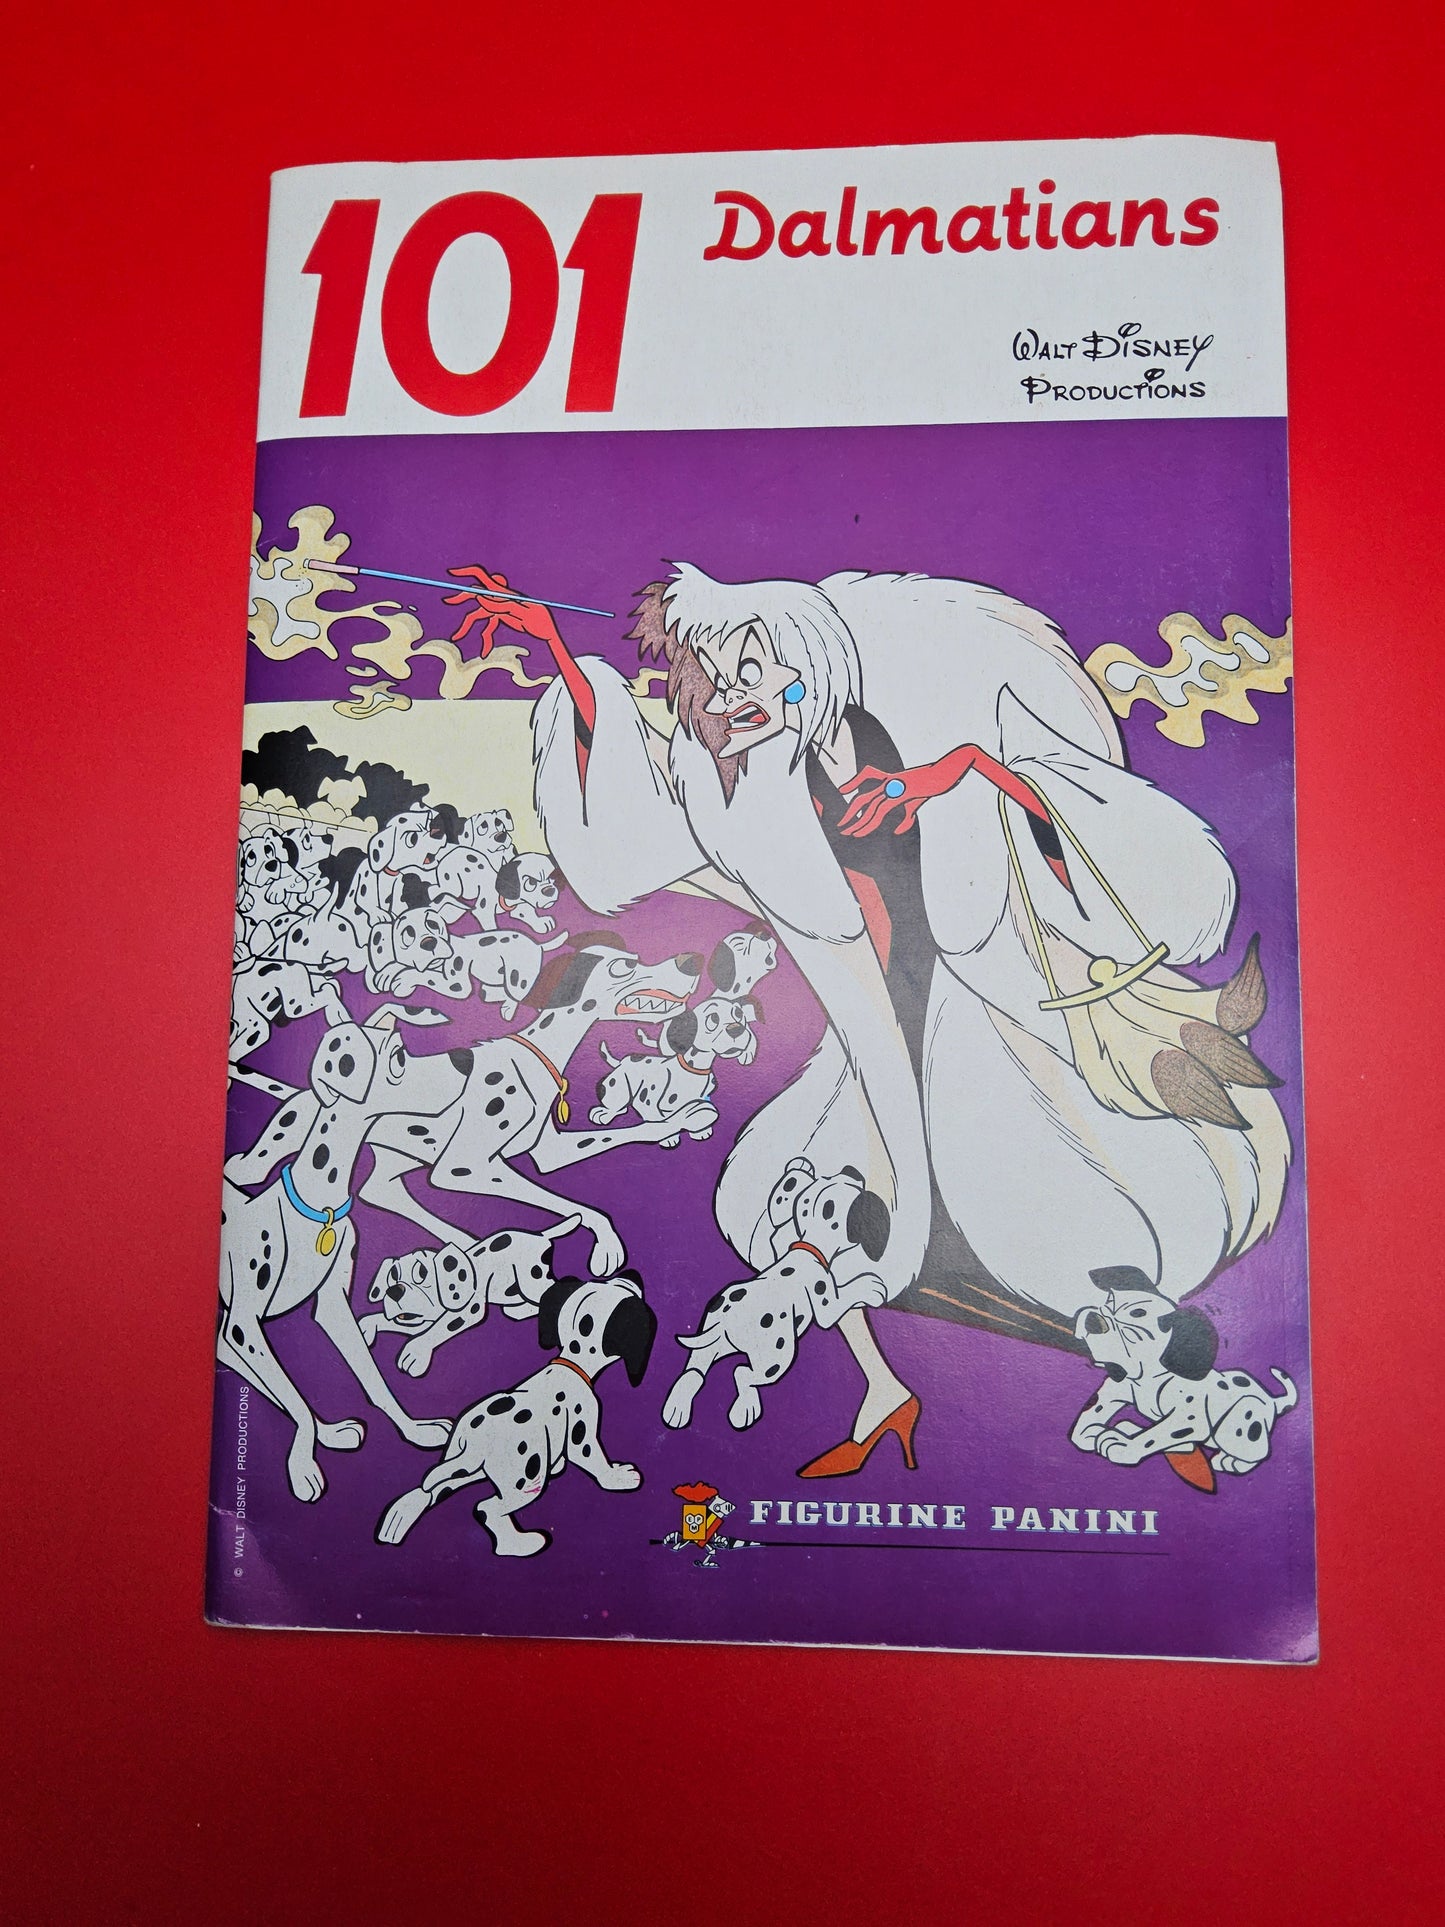 101 Dalmatians
WALT DISNEY
PRODUCTIONS
© WALT DISNEY PRODUCTIONS
FIGURINE PANINI